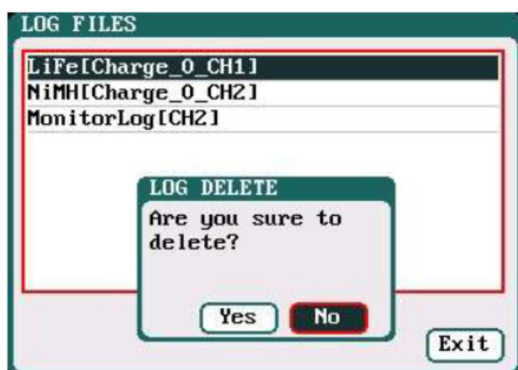 LOG FILES
LiFe[Charge_0_CH1]
NiMH[Charge_0_CH2]
MonitorLog[CH2]
LOG DELETE
Are you sure to
delete?
Yes No
Exit